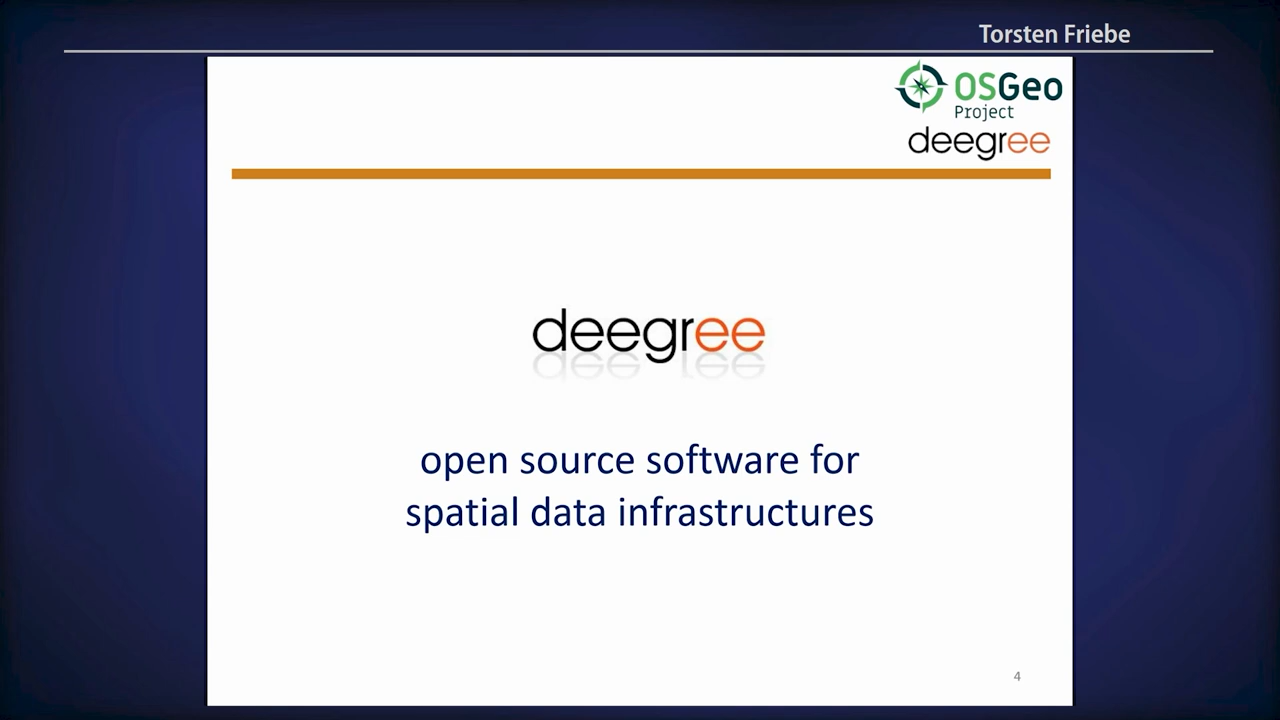 Torsten Friebe
OSGeo
Project
deegree
deegree
open source software for
spatial data infrastructures
4